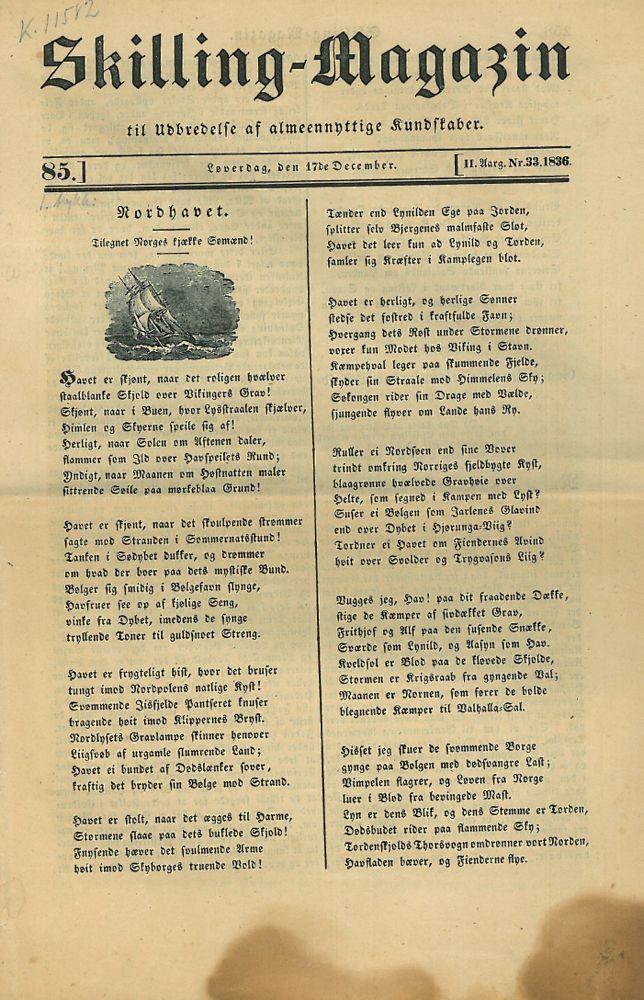 K. 11582
Skilling-Magazin
til Udbredelse af almeennyttige Kundskaber.
85.]
Løverdag, den 17de December.
[II. Aarg. Nr. 33. 1836.
Nordhavet.
Tilegnet Norges kjække Sømænd!
Havet er skjønt, naar det roligen hvælver
staalblanke Skjold over Vikingers Grav!
Skjønt, naar i Buen, hvor Lysstraalen skjælver,
Himlen og Skyerne speile sig af!
Herligt, naar Solen om Aftenen daler,
flammer som Ild over Havspeilets Rund;
Yndigt, naar Maanen om Høstnatten maler
sittrende Søile paa mørkeblaa Grund!
Havet er skjønt, naar det skvulpende strømmer
sagte mod Stranden i Sommernatsstund!
Tanken i Sødybet dukker, og drømmer
om hvad der boer paa dets mystiske Bund.
Bølger sig smidig i Bølgefavn slynge,
Havfruer see op af kjølige Seng,
vinke fra Dybet, imedens de synge
tryllende Toner til guldsnoet Streng.
Havet er frygteligt hist, hvor det bruser
tungt imod Nordpolens natlige Kyst!
Svømmende Iisfjelde Pantseret knuser
bragende høit imod Klippernes Bryst.
Nordlysets Gravlampe skinner henover
Liigsvøb af urgamle slumrende Land;
Havet ei bundet af Dødslænker sover,
kraftig det bryder sin Bølge mod Strand.
Havet er stolt, naar det ægges til Harme,
Stormene slaae paa dets buklede Skjold!
Fnysende hæver det svulmende Arme
høit imod Skyborges truende Vold!
Tænder end Lynilden Ege paa Jorden,
splitter selv Bjergenes malmfaste Slot,
Havet det leer kun ad Lynild og Torden,
samler sig Kræfter i Kamplegen blot.
Havet er herligt, og herlige Sønner
stedse det fostred i kraftfulde Favn;
Hvergang dets Røst under Stormene drønner,
voxer kun Modet hos Viking i Stavn.
Kæmpehval leger paa skummende Fjelde,
skyder sin Straale mod Himmelens Sky;
Søkongen rider sin Drage med Vælde,
sjungende flyver om Lande hans Ry.
Ruller ei Nordsøen end sine Vover
trindt omkring Norriges fjeldbygte Kyst,
blaagrønne hvælvede Gravhøie over
Helte, som segned i Kampen med Lyst?
Suser ei Bølgen som Jarlenes Glavind
end over Dybet i Hjørunga-Viig?
Tordner ei Havet om Fiendernes Avind
høit over Svolder og Trygvasøns Liig?
Vugges jeg, Hav! paa dit fraadende Dække,
stige de Kæmper af sivdækket Grav,
Frithjof og Alf paa den susende Snække,
Sværde som Lynild, og Aasyn som Hav.
Kveldsol er Blod paa de kløvede Skjolde,
Stormen er Krigsraab fra gyngende Val;
Maanen er Nornen, som fører de bolde
blegnende Kæmper til Valhalla-Sal.
Hisset jeg skuer de svømmende Borge
gynge paa Bølgen med dødsvangre Last;
Vimpelen flagrer, og Løven fra Norge
luer i Blod fra bevingede Mast.
Lyn er dens Blik, og dens Stemme er Torden,
Dødsbudet rider paa flammende Sky;
Tordenskjolds Thorsvogn omdrønner vort Norden,
Havfladen bæver, og Fienderne flye.